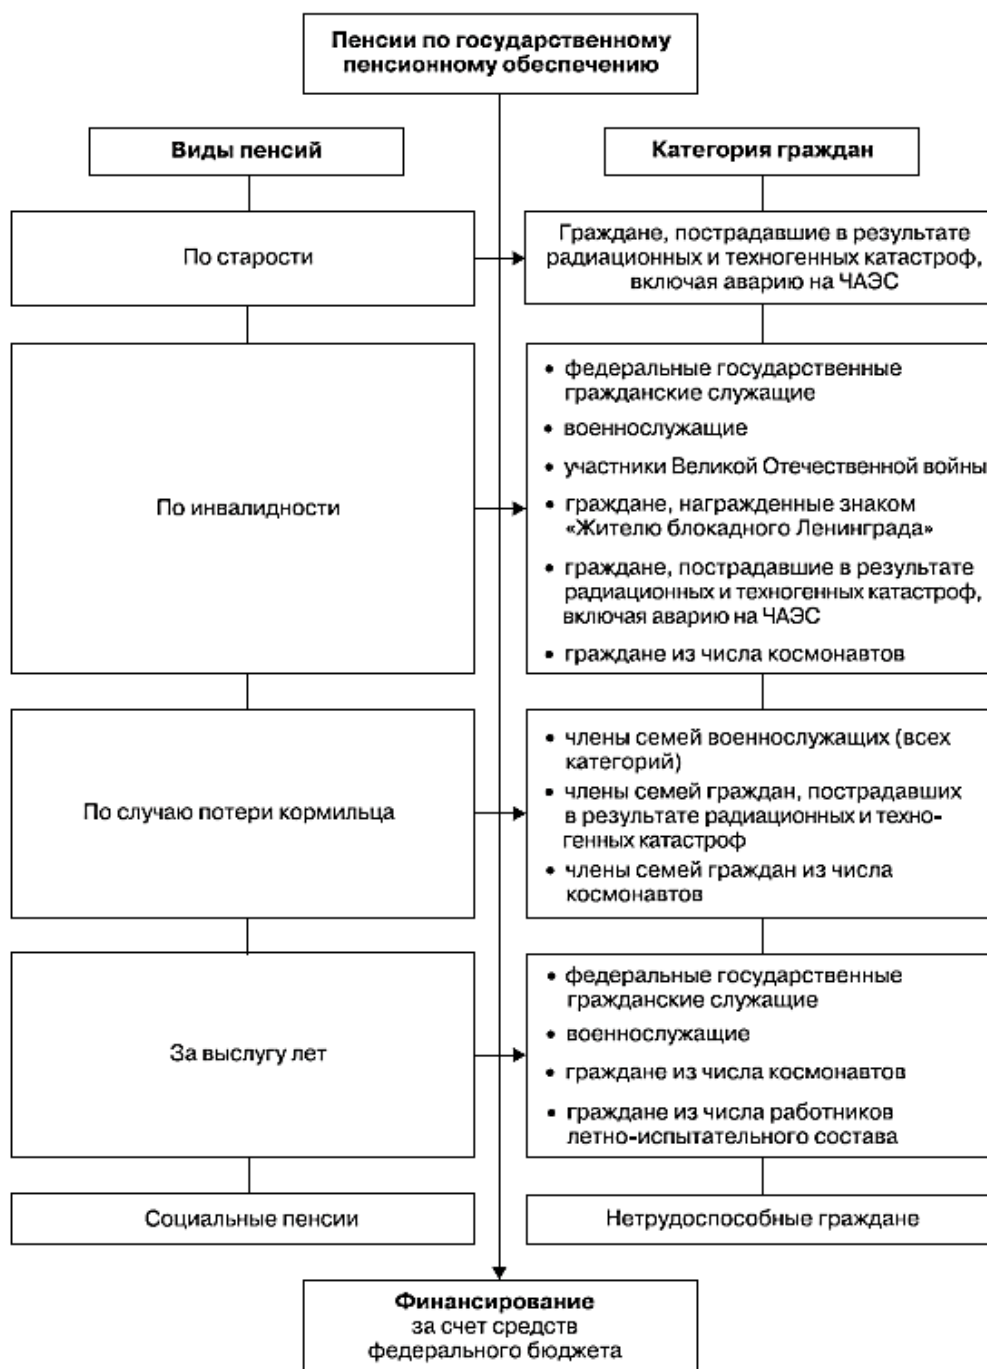 Пенсии по государственному
пенсионному обеспечению
Виды пенсий
Категория граждан
По старости
Граждане, пострадавшие в результате
радиационных и техногенных катастроф,
включая аварию на ЧАЭС
По инвалидности
• федеральные государственные
гражданские служащие
• военнослужащие
• участники Великой Отечественной войны
• граждане, награжденные знаком
«Жителю блокадного Ленинграда»
• граждане, пострадавшие в результате
радиационных и техногенных катастроф,
включая аварию на ЧАЭС
• граждане из числа космонавтов
По случаю потери кормильца
• члены семей военнослужащих (всех
категорий)
• члены семей граждан, пострадавших
в результате радиационных и техно-
генных катастроф
• члены семей граждан из числа
космонавтов
За выслугу лет
• федеральные государственные
гражданские служащие
• военнослужащие
• граждане из числа космонавтов
• граждане из числа работников
летно-испытательного состава
Социальные пенсии
Нетрудоспособные граждане
Финансирование
за счет средств
федерального бюджета